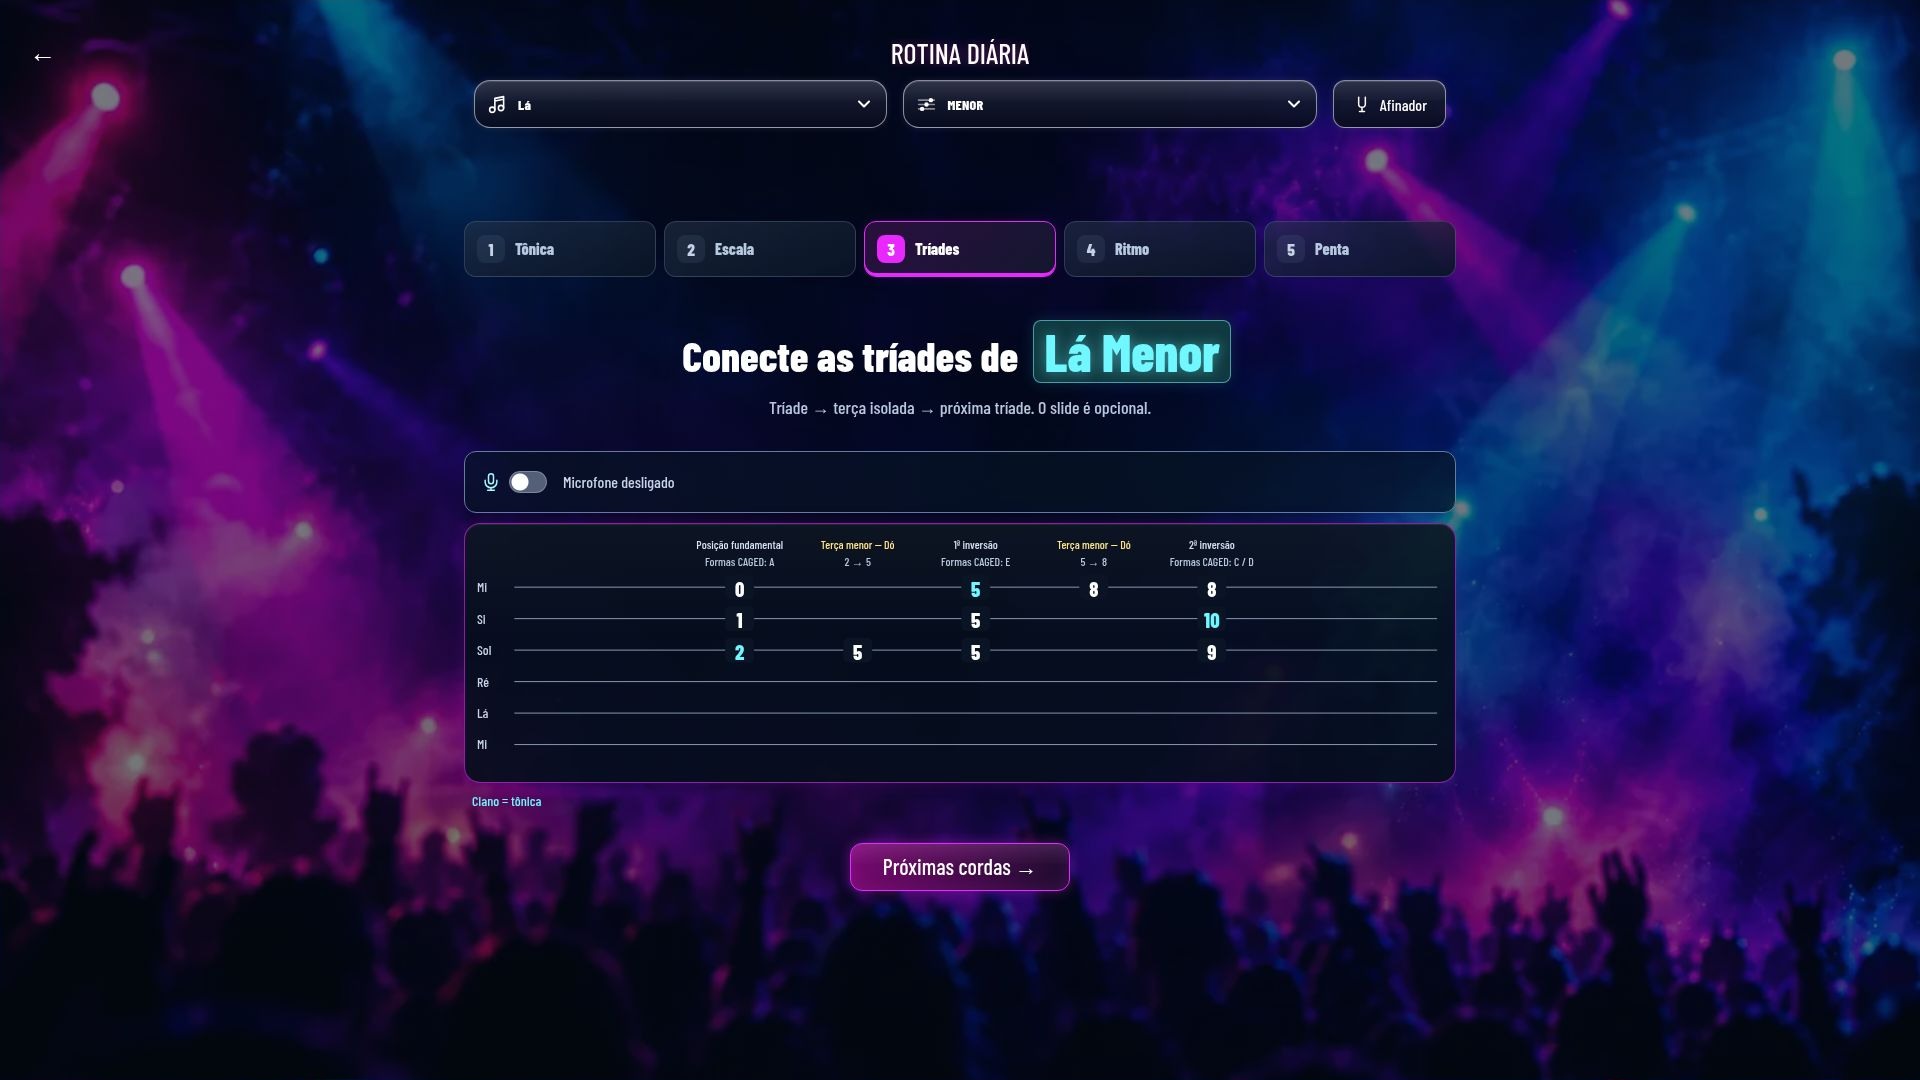 ←
ROTINA DIÁRIA
Lá
MENOR
Afinador
1 Tônica
2 Escala
3 Tríades
4 Ritmo
5 Penta
Conecte as tríades de Lá Menor
Tríade → terça isolada → próxima tríade. O slide é opcional.
Microfone desligado
Posição fundamental Terça menor – Dó 1ª inversão Terça menor – Dó 2ª inversão
Formas CAGED: A 2 → 5 Formas CAGED: E 5 → 8 Formas CAGED: C / D
Mi 0 5 8 8
Si 1 5 10
Sol 2 5 5 9
Ré
Lá
Mi
Ciano = tônica
Próximas cordas →